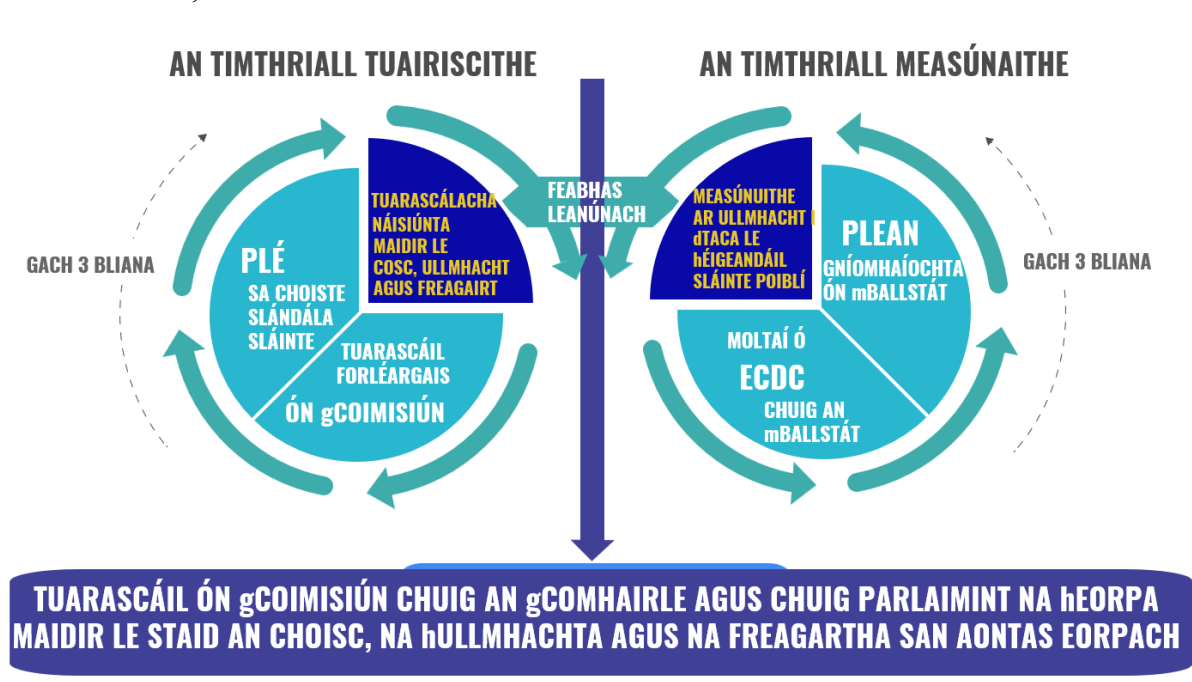 AN TIMTHRIALL TUAIRISCITHE
AN TIMTHRIALL MEASÚNAITHE
GACH 3 BLIANA
PLÉ
SA CHOISTE
SLÁNDÁLA
SLÁINTE
TUARASCÁLACHA
NÁISIÚNTA
MAIDIR LE
COSC, ULLMHACHT
AGUS FREAGAIRT
TUARASCÁIL
FORLÉARGAIS
ÓN gCOIMISIÚN
FEABHAS
LEANÚNACH
MEASÚNUITHE
AR ULLMHACHT I
dTACA LE
hÉIGEANDÁIL
SLÁINTE POIBLÍ
PLEAN
GNÍOMHAÍOCHTA
ÓN mBALLSTÁT
MOLTAÍ Ó
ECDC
CHUIG AN
mBALLSTÁT
GACH 3 BLIANA
TUARASCÁIL ÓN gCOIMISIÚN CHUIG AN gCOMHAIRLE AGUS CHUIG PARLAIMINT NA hEORPA
MAIDIR LE STAID AN CHOISC, NA hULLMHACHTA AGUS NA FREAGARTHA SAN AONTAS EORPACH